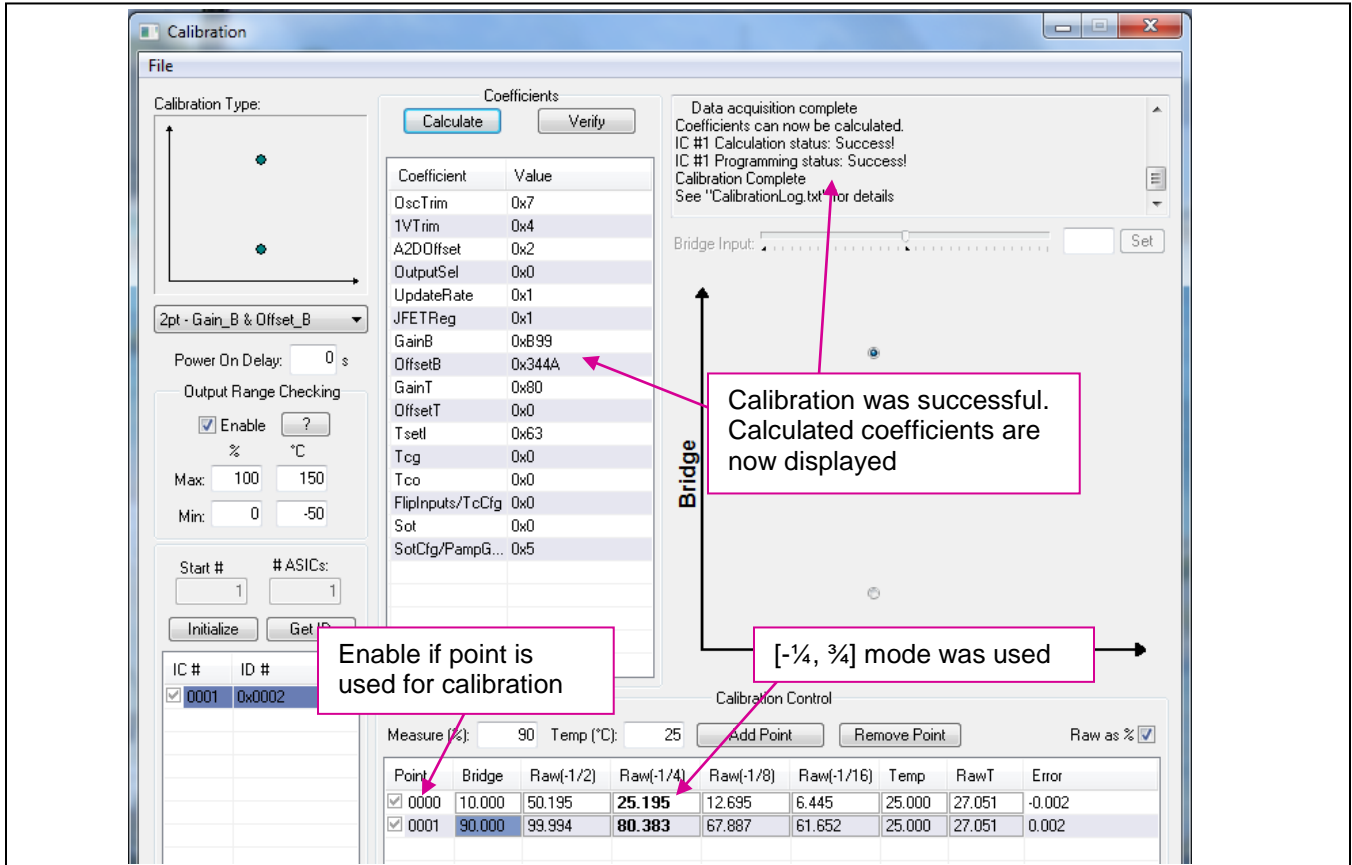 Calibration
File
Calibration Type:
2pt - Gain_B & Offset_B
Power On Delay: 0 s
Output Range Checking
Enable ?
% °C
Max: 100 150
Min: 0 -50
Start # # ASICs:
1 1
Initialize Get ID
IC # ID #
0001 0x0002
Coefficients
Calculate Verify
Coefficient Value
OscTrim 0x7
1VTrim 0x4
A2DOffset 0x2
OutputSel 0x0
UpdateRate 0x1
JFETReg 0x1
GainB 0xB99
OffsetB 0x344A
GainT 0x80
OffsetT 0x0
Tsetl 0x63
Tcg 0x0
Tco 0x0
FlipInputs/TcCfg 0x0
Sot 0x0
SotCfg/PampG... 0x5
Data acquisition complete
Coefficients can now be calculated.
IC #1 Calculation status: Success!
IC #1 Programming status: Success!
Calibration Complete
See "CalibrationLog.txt" for details
Bridge Input: Set
Bridge
Calibration was successful.
Calculated coefficients are
now displayed
Enable if point is
used for calibration
[-¼, ¾] mode was used
Calibration Control
Measure (%): 90 Temp (°C): 25 Add Point Remove Point Raw as %
Point Bridge Raw(-1/2) Raw(-1/4) Raw(-1/8) Raw(-1/16) Temp RawT Error
0000 10.000 50.195 25.195 12.695 6.445 25.000 27.051 -0.002
0001 90.000 99.994 80.383 67.887 61.652 25.000 27.051 0.002